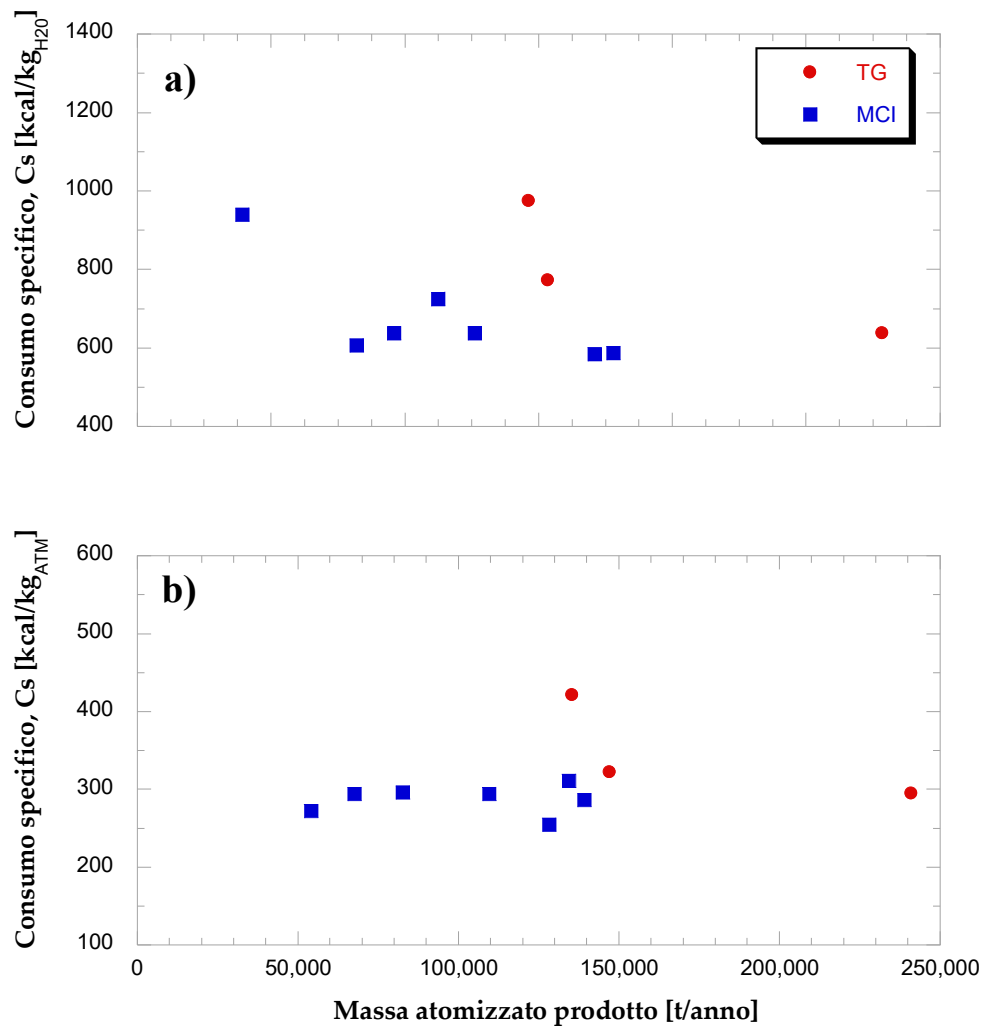 Consumo specifico, Cs [kcal/kgH20]
1400
1200
1000
800
600
400
a)
TG
MCI
Consumo specifico, Cs [kcal/kgATM]
600
500
400
300
200
100
b)
0
50,000
100,000
150,000
200,000
250,000
Massa atomizzato prodotto [t/anno]